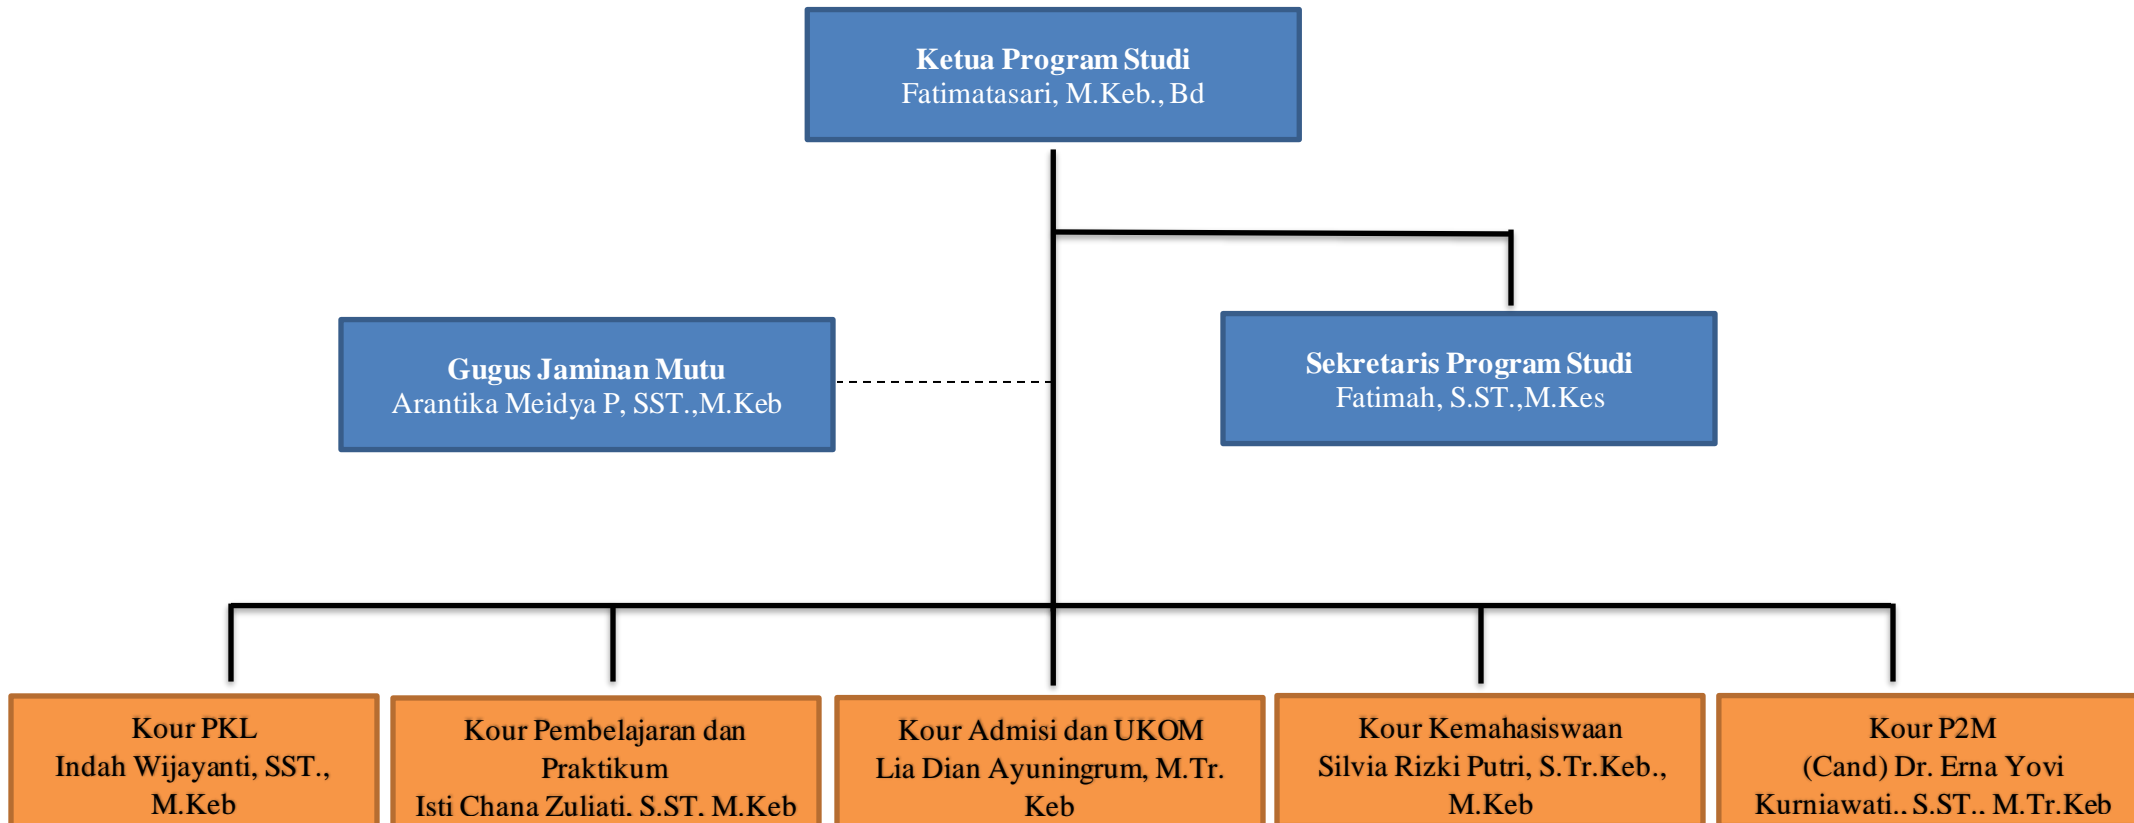 Ketua Program Studi
Fatimatasari, M.Keb., Bd
Gugus Jaminan Mutu
Arantika Meidya P, SST.,M.Keb
Sekretaris Program Studi
Fatimah, S.ST.,M.Kes
Kour PKL
Indah Wijayanti, SST.,
M.Keb
Kour Pembelajaran dan
Praktikum
Isti Chana Zuliati, S.ST, M.Keb
Kour Admisi dan UKOM
Lia Dian Ayuningrum, M.Tr.
Keb
Kour Kemahasiswaan
Silvia Rizki Putri, S.Tr.Keb.,
M.Keb
Kour P2M
(Cand) Dr. Erna Yovi
Kurniawati., S.ST., M.Tr.Keb